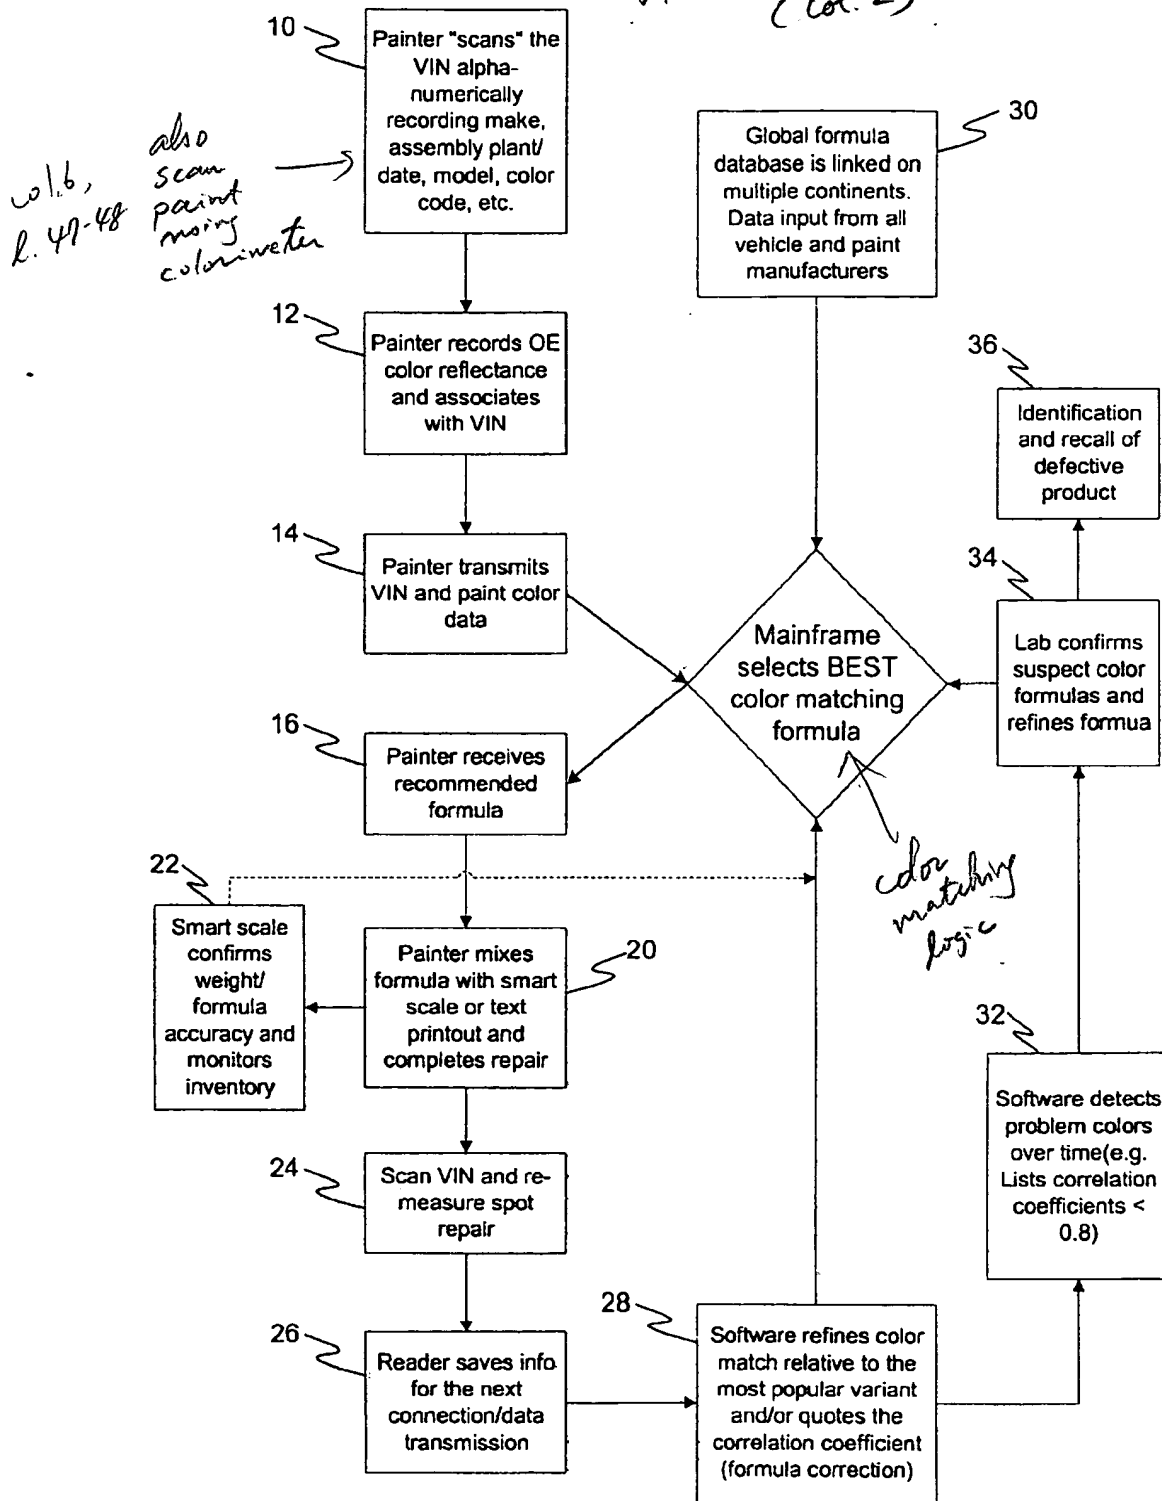 (col. 2)
10
Painter "scans" the
VIN alpha-
numerically
recording make,
assembly plant/
date, model, color
code, etc.
also
scan
paint
using
colorimeter
col. 6,
l. 47-48
30
Global formula
database is linked on
multiple continents.
Data input from all
vehicle and paint
manufacturers
12
Painter records OE
color reflectance
and associates
with VIN
36
Identification
and recall of
defective
product
14
Painter transmits
VIN and paint color
data
Mainframe
selects BEST
color matching
formula
34
Lab confirms
suspect color
formulas and
refines formua
16
Painter receives
recommended
formula
color
matching
logic
22
Smart scale
confirms
weight/
formula
accuracy and
monitors
inventory
20
Painter mixes
formula with smart
scale or text
printout and
completes repair
32
Software detects
problem colors
over time(e.g.
Lists correlation
coefficients <
0.8)
24
Scan VIN and re-
measure spot
repair
26
Reader saves info
for the next
connection/data
transmission
28
Software refines color
match relative to the
most popular variant
and/or quotes the
correlation coefficient
(formula correction)